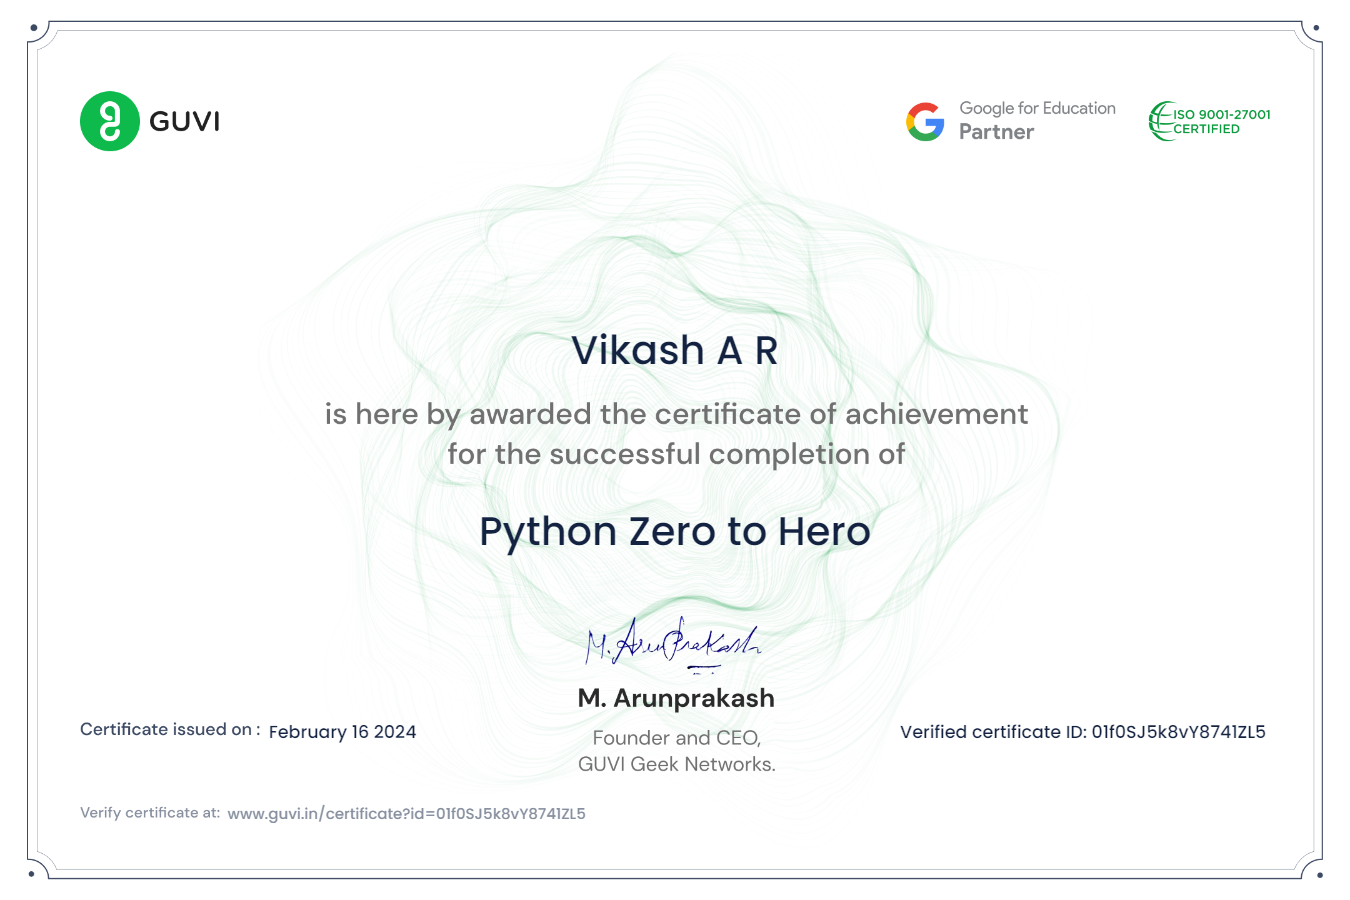 GUVI
Google for Education
Partner
ISO 9001-27001
CERTIFIED
Vikash A R
is here by awarded the certificate of achievement
for the successful completion of
Python Zero to Hero
M. Arunprakash
M. Arunprakash
Founder and CEO,
GUVI Geek Networks.
Certificate issued on : February 16 2024
Verified certificate ID: 01f0SJ5k8vY8741ZL5
Verify certificate at: www.guvi.in/certificate?id=01f0SJ5k8vY8741ZL5